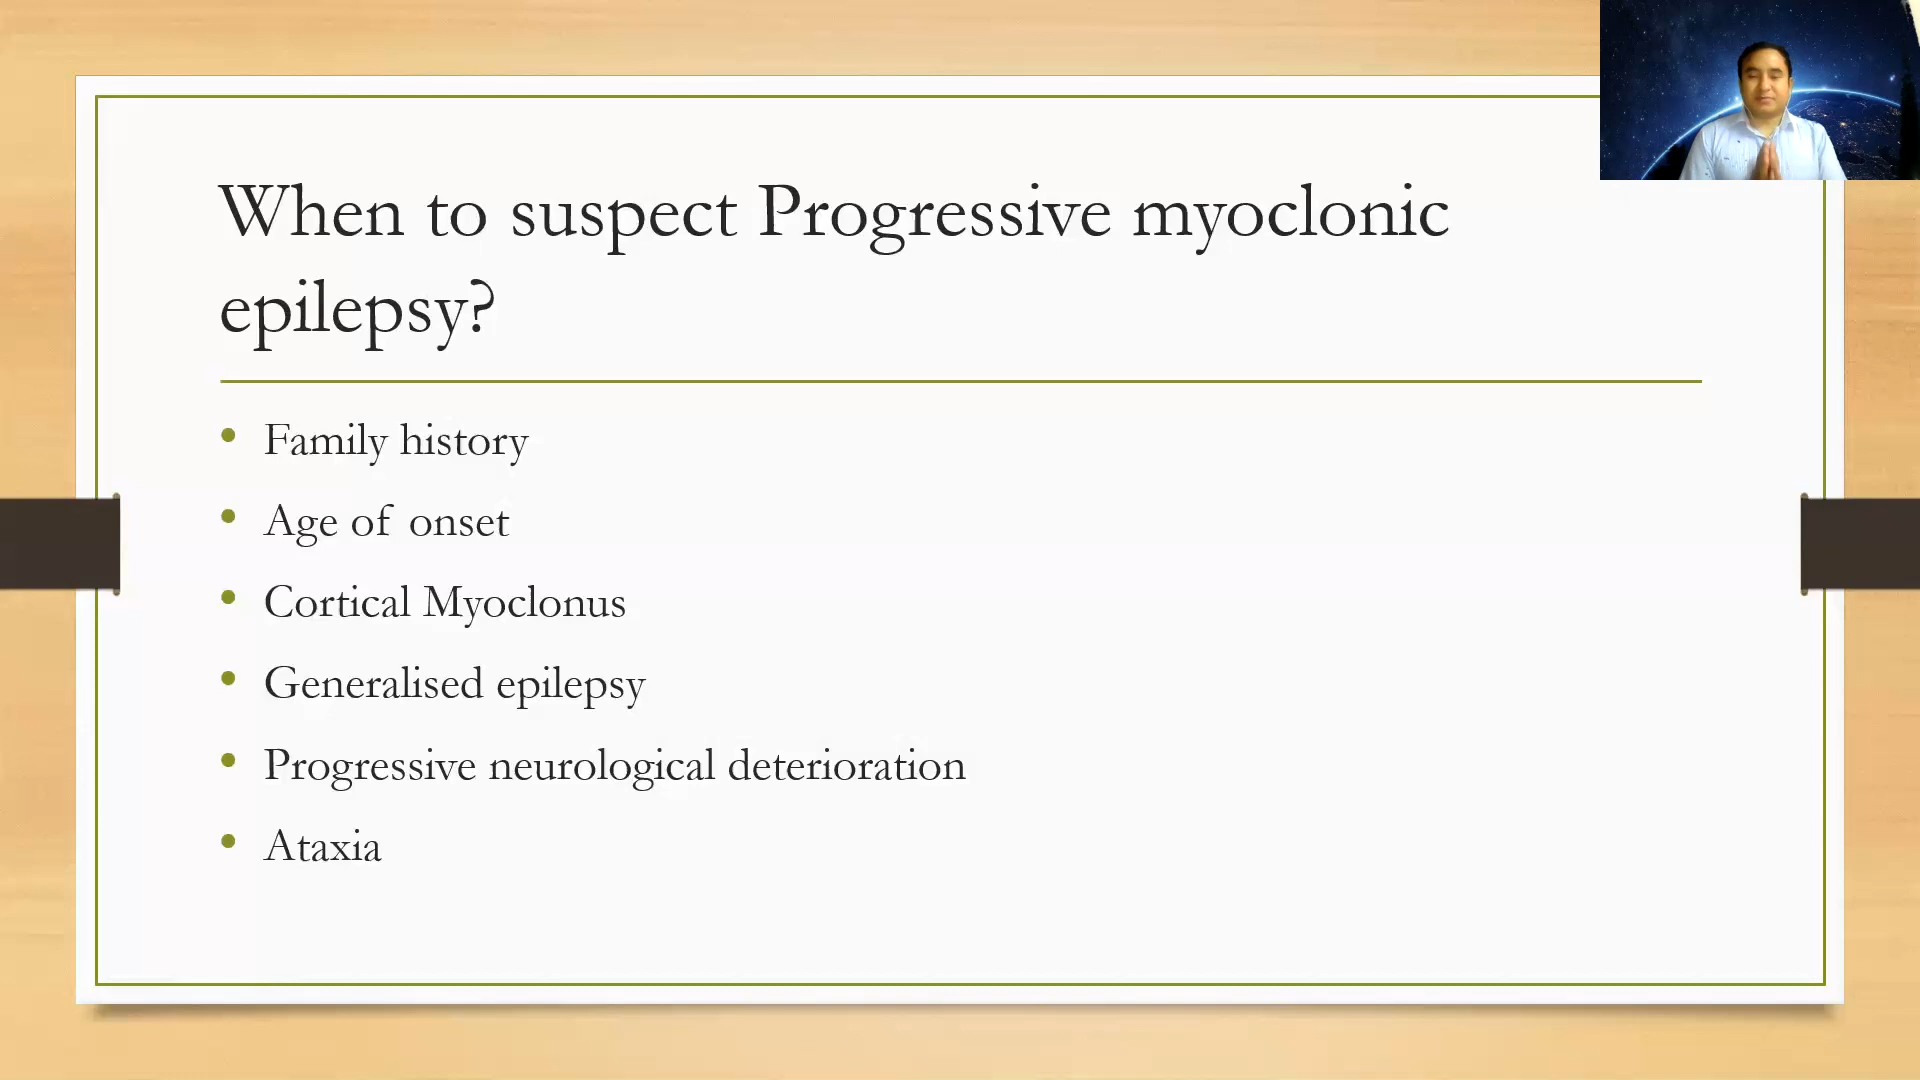 When to suspect Progressive myoclonic
epilepsy?
• Family history
• Age of onset
• Cortical Myoclonus
• Generalised epilepsy
• Progressive neurological deterioration
• Ataxia